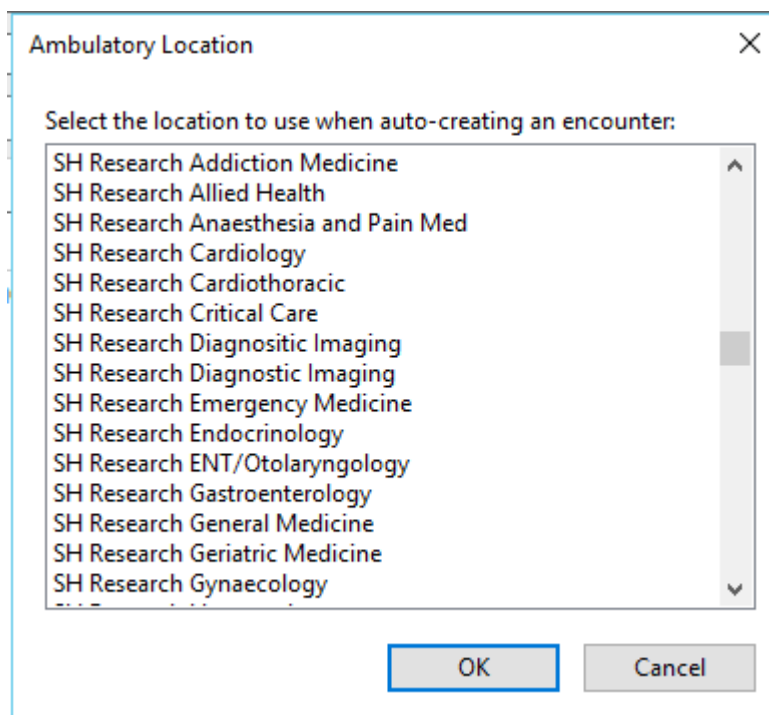 Ambulatory Location
Select the location to use when auto-creating an encounter:
SH Research Addiction Medicine
SH Research Allied Health
SH Research Anaesthesia and Pain Med
SH Research Cardiology
SH Research Cardiothoracic
SH Research Critical Care
SH Research Diagnositic Imaging
SH Research Diagnostic Imaging
SH Research Emergency Medicine
SH Research Endocrinology
SH Research ENT/Otolaryngology
SH Research Gastroenterology
SH Research General Medicine
SH Research Geriatric Medicine
SH Research Gynaecology
OK Cancel